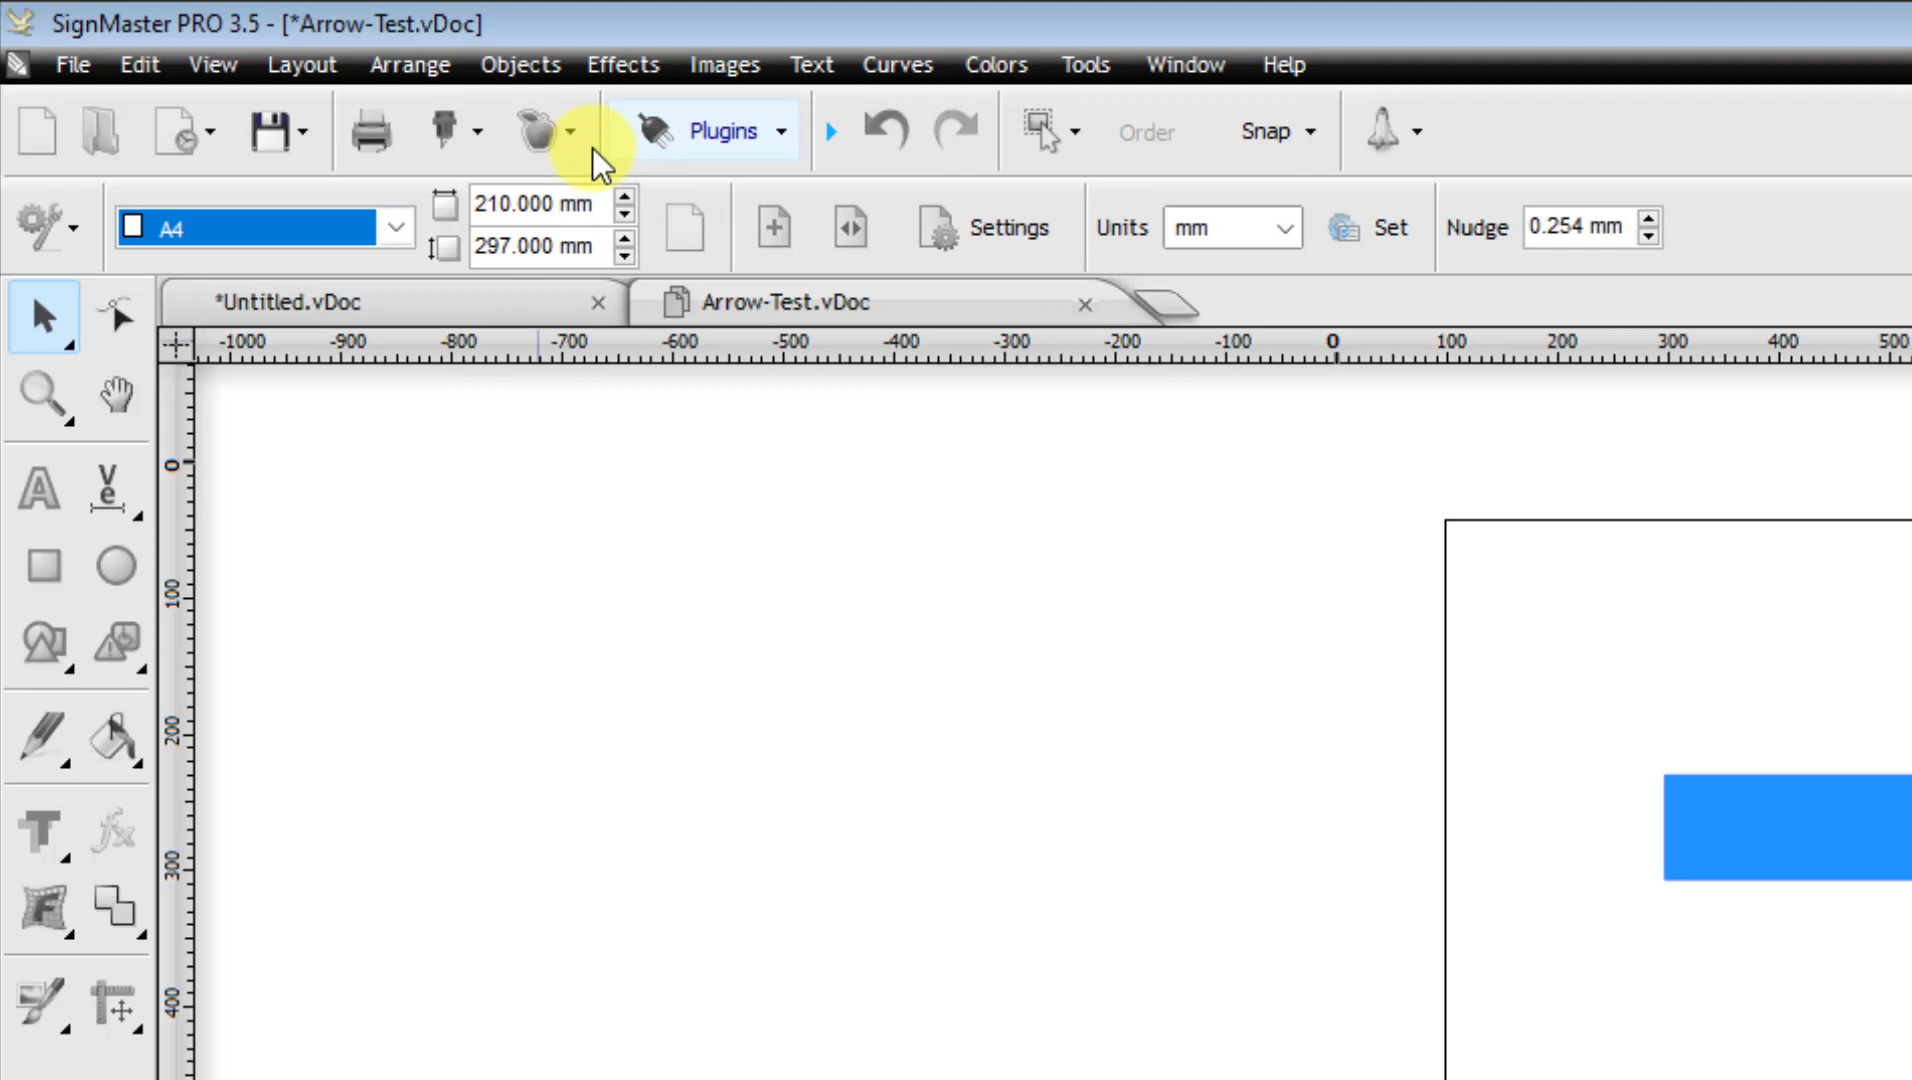 SignMaster PRO 3.5 - [*Arrow-Test.vDoc]
File Edit View Layout Arrange Objects Effects Images Text Curves Colors Tools Window Help
Plugins Order Snap
A4 210.000 mm Settings Units mm Set Nudge 0.254 mm
297.000 mm
*Untitled.vDoc Arrow-Test.vDoc
-1000 -900 -800 -700 -600 -500 -400 -300 -200 -100 0 100 200 300 400 500
0
A Ve
100
200
T fx
300
F
400